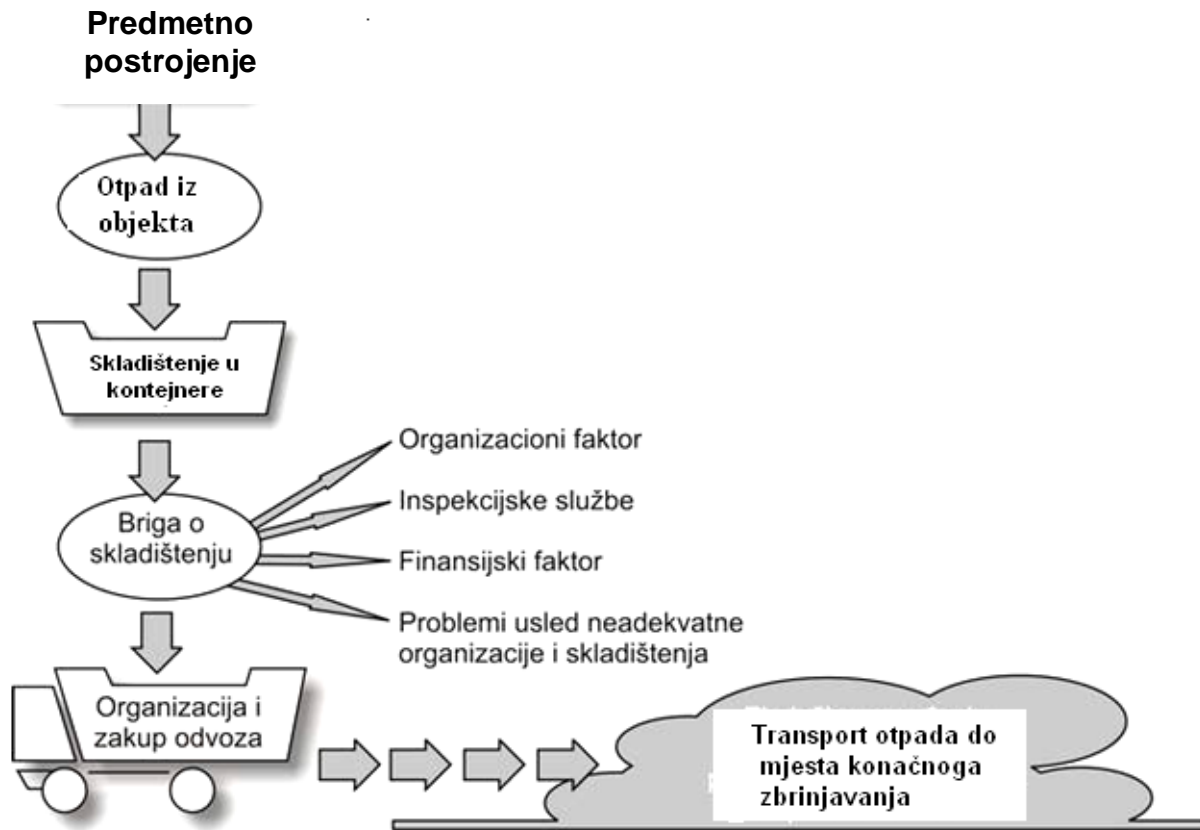 Predmetno
postrojenje
Otpad iz
objekta
Skladištenje u
kontejnere
Organizacioni faktor
Inspekcijske službe
Briga o
skladištenju
Finansijski faktor
Problemi usled neadekvatne
organizacije i skladištenja
Organizacija i
zakup odvoza
Transport otpada do
mjesta konačnoga
zbrinjavanja